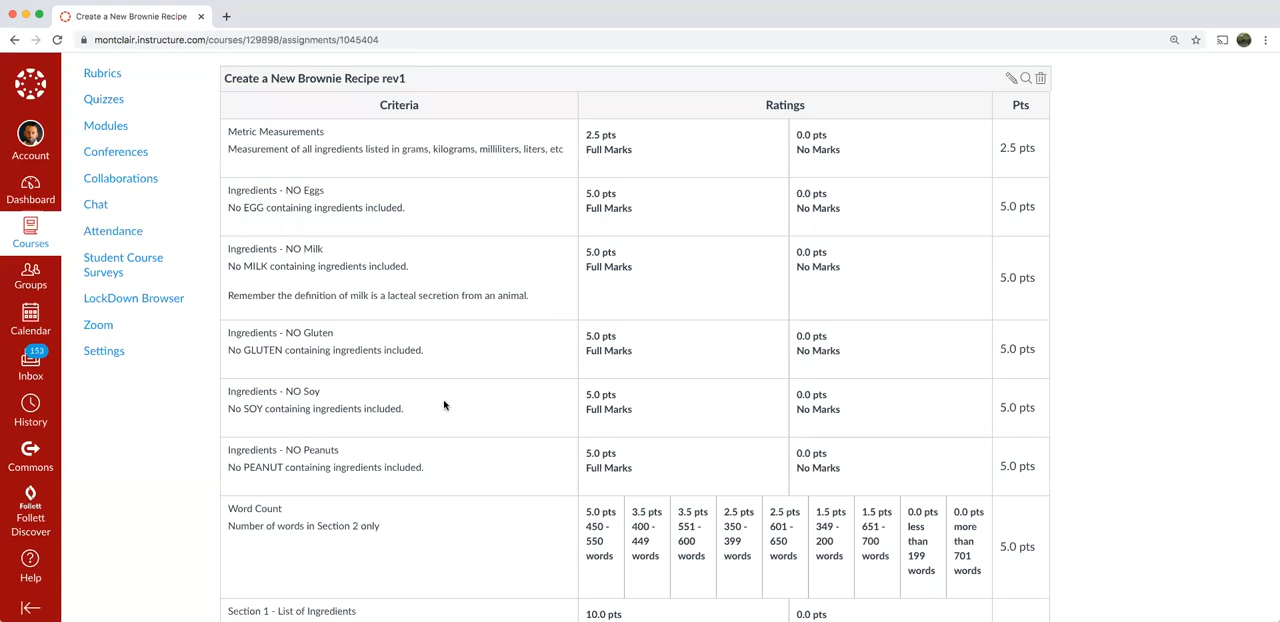 Create a New Brownie Recipe
montclair.instructure.com/courses/129898/assignments/1045404
Account
Dashboard
Courses
Groups
Calendar
153
Inbox
History
Commons
Follett
Follett
Discover
Help
Rubrics
Quizzes
Modules
Conferences
Collaborations
Chat
Attendance
Student Course
Surveys
LockDown Browser
Zoom
Settings
Create a New Brownie Recipe rev1
Criteria Ratings Pts
Metric Measurements
Measurement of all ingredients listed in grams, kilograms, milliliters, liters, etc
2.5 pts
Full Marks
0.0 pts
No Marks
2.5 pts
Ingredients - NO Eggs
No EGG containing ingredients included.
5.0 pts
Full Marks
0.0 pts
No Marks
5.0 pts
Ingredients - NO Milk
No MILK containing ingredients included.
Remember the definition of milk is a lacteal secretion from an animal.
5.0 pts
Full Marks
0.0 pts
No Marks
5.0 pts
Ingredients - NO Gluten
No GLUTEN containing ingredients included.
5.0 pts
Full Marks
0.0 pts
No Marks
5.0 pts
Ingredients - NO Soy
No SOY containing ingredients included.
5.0 pts
Full Marks
0.0 pts
No Marks
5.0 pts
Ingredients - NO Peanuts
No PEANUT containing ingredients included.
5.0 pts
Full Marks
0.0 pts
No Marks
5.0 pts
Word Count
Number of words in Section 2 only
5.0 pts
450 -
550
words
3.5 pts
400 -
449
words
3.5 pts
551 -
600
words
2.5 pts
350 -
399
words
2.5 pts
601 -
650
words
1.5 pts
349 -
200
words
1.5 pts
651 -
700
words
0.0 pts
less
than
199
words
0.0 pts
more
than
701
words
5.0 pts
Section 1 - List of Ingredients
10.0 pts
0.0 pts